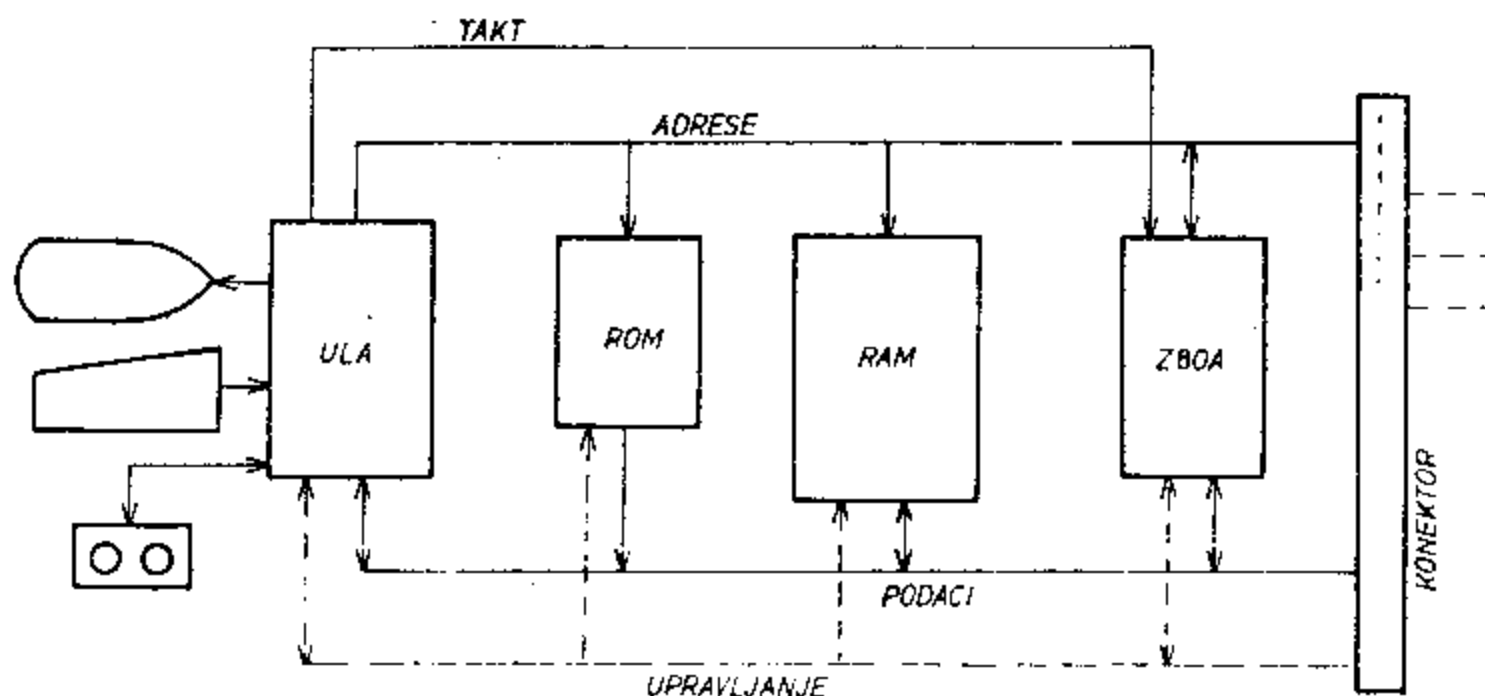 TAKT
ADRESE
ULA
ROM
RAM
Z80A
KONEKTOR
PODACI
UPRAVLJANJE